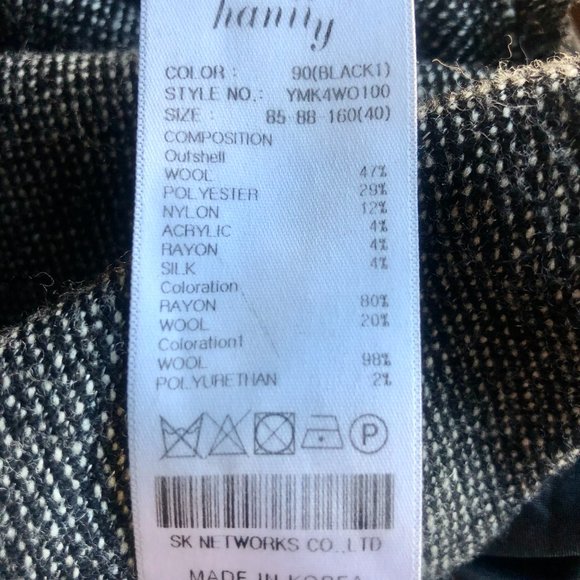 hanny
COLOR : 90(BLACK1)
STYLE NO.: YMK4WO100
SIZE : 85-88-160(40)
COMPOSITION
Outshell
WOOL 47%
POLYESTER 29%
NYLON 12%
ACRYLIC 4%
RAYON 4%
SILK 4%
Coloration
RAYON 80%
WOOL 20%
Coloration1
WOOL 98%
POLYURETHAN 2%
P
SK NETWORKS CO.,LTD
MADE IN KOREA